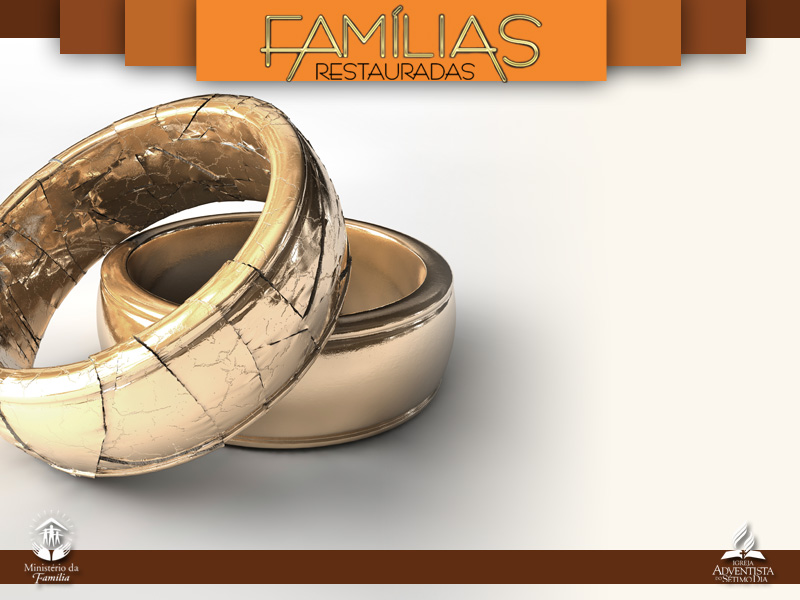 FAMÍLIAS
RESTAURADAS
Ministério da
Família
IGREJA
ADVENTISTA
DO SÉTIMO DIA